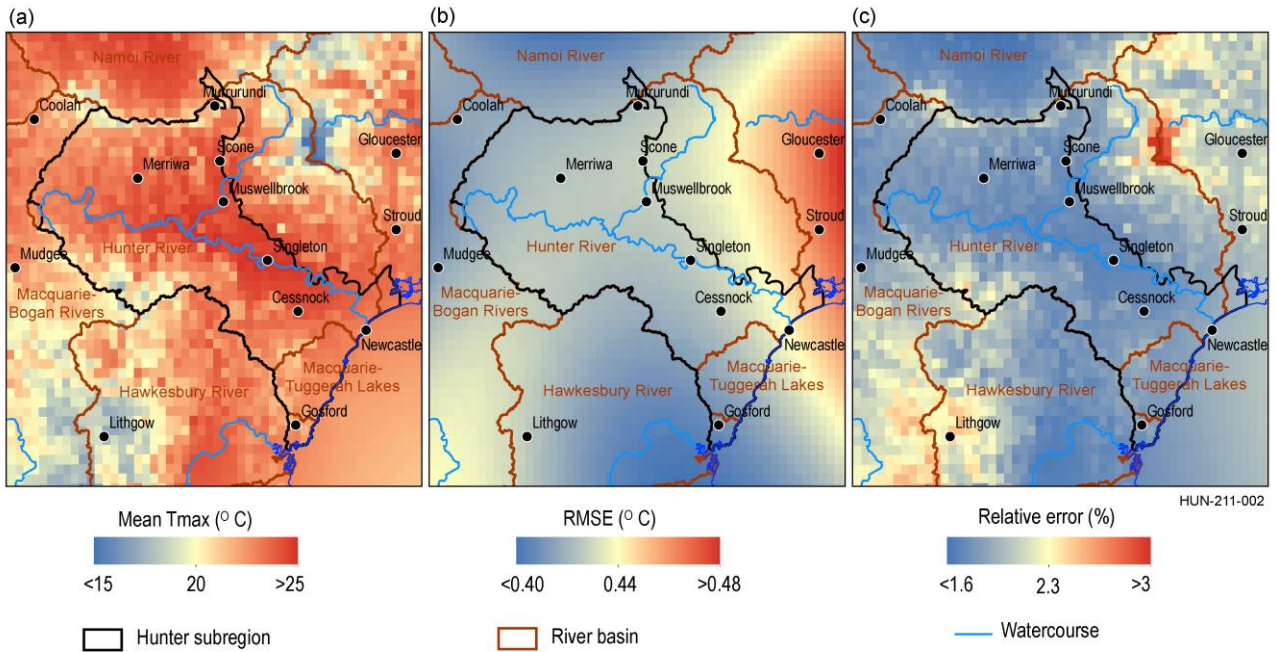 (a)
Namoi River
Coolah
Murrurundi
Gloucester
Scone
Merriwa
Muswellbrook
Stroud
Hunter River
Singleton
Mudgee
Macquarie-
Bogan Rivers
Cessnock
Newcastle
Macquarie-
Tuggerah Lakes
Hawkesbury River
Gosford
Lithgow
(b)
Namoi River
Coolah
Murrurundi
Gloucester
Scone
Merriwa
Muswellbrook
Stroud
Hunter River
Singleton
Mudgee
Macquarie-
Bogan Rivers
Cessnock
Newcastle
Macquarie-
Tuggerah Lakes
Hawkesbury River
Gosford
Lithgow
(c)
Namoi River
Coolah
Murrurundi
Gloucester
Scone
Merriwa
Muswellbrook
Stroud
Hunter River
Singleton
Mudgee
Macquarie-
Bogan Rivers
Cessnock
Newcastle
Macquarie-
Tuggerah Lakes
Hawkesbury River
Gosford
Lithgow
HUN-211-002
Mean Tmax (O C)
<15 20 >25
RMSE (O C)
<0.40 0.44 >0.48
Relative error (%)
<1.6 2.3 >3
Hunter subregion
River basin
Watercourse